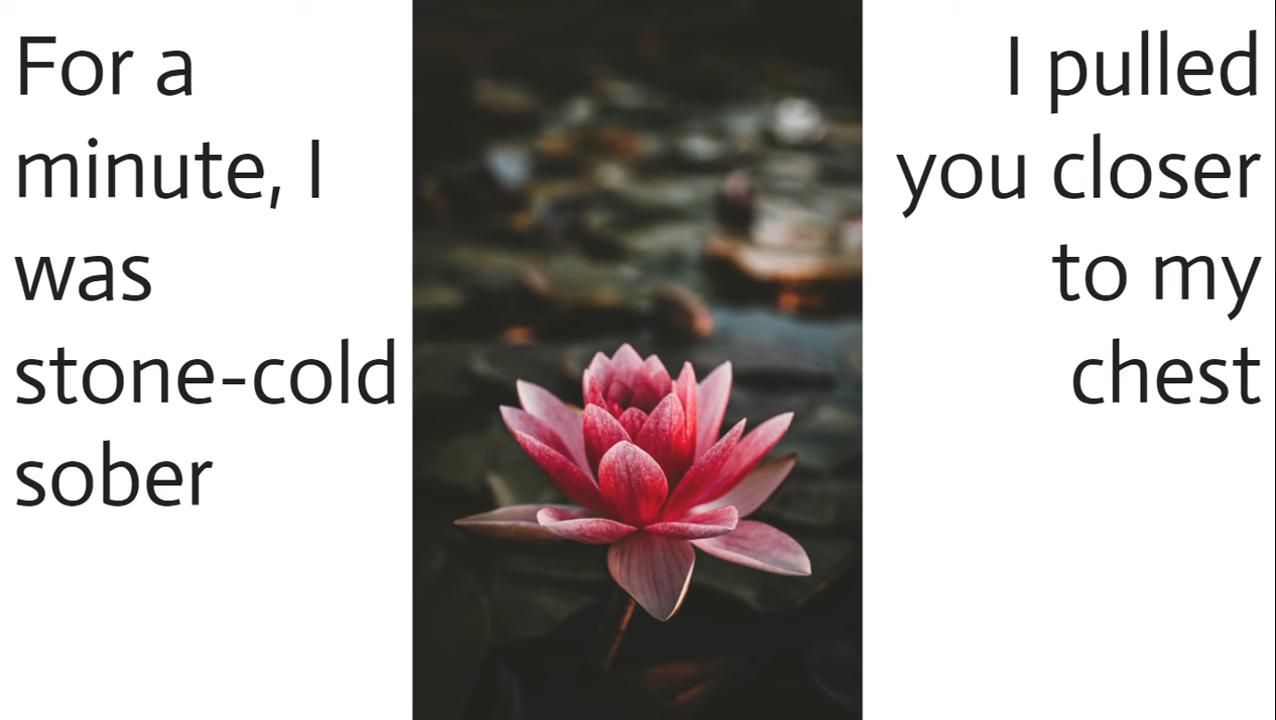 For a
minute, I
was
stone-cold
sober
I pulled
you closer
to my
chest